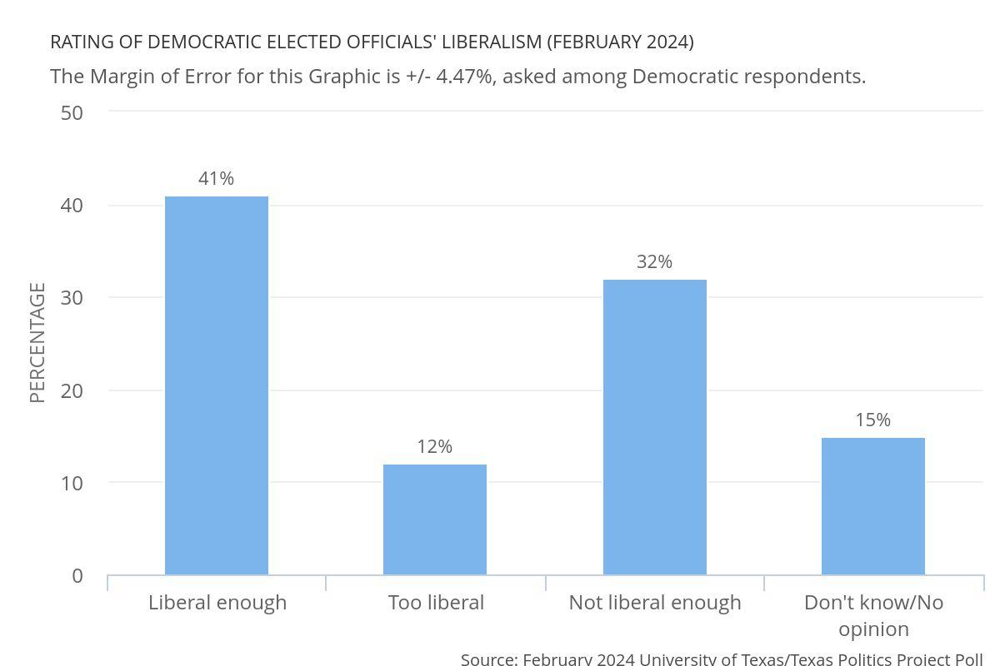 RATING OF DEMOCRATIC ELECTED OFFICIALS' LIBERALISM (FEBRUARY 2024)
The Margin of Error for this Graphic is +/- 4.47%, asked among Democratic respondents.
50
40
30
20
10
0
PERCENTAGE
41%
12%
32%
15%
Liberal enough
Too liberal
Not liberal enough
Don't know/No
opinion
Source: February 2024 University of Texas/Texas Politics Project Poll